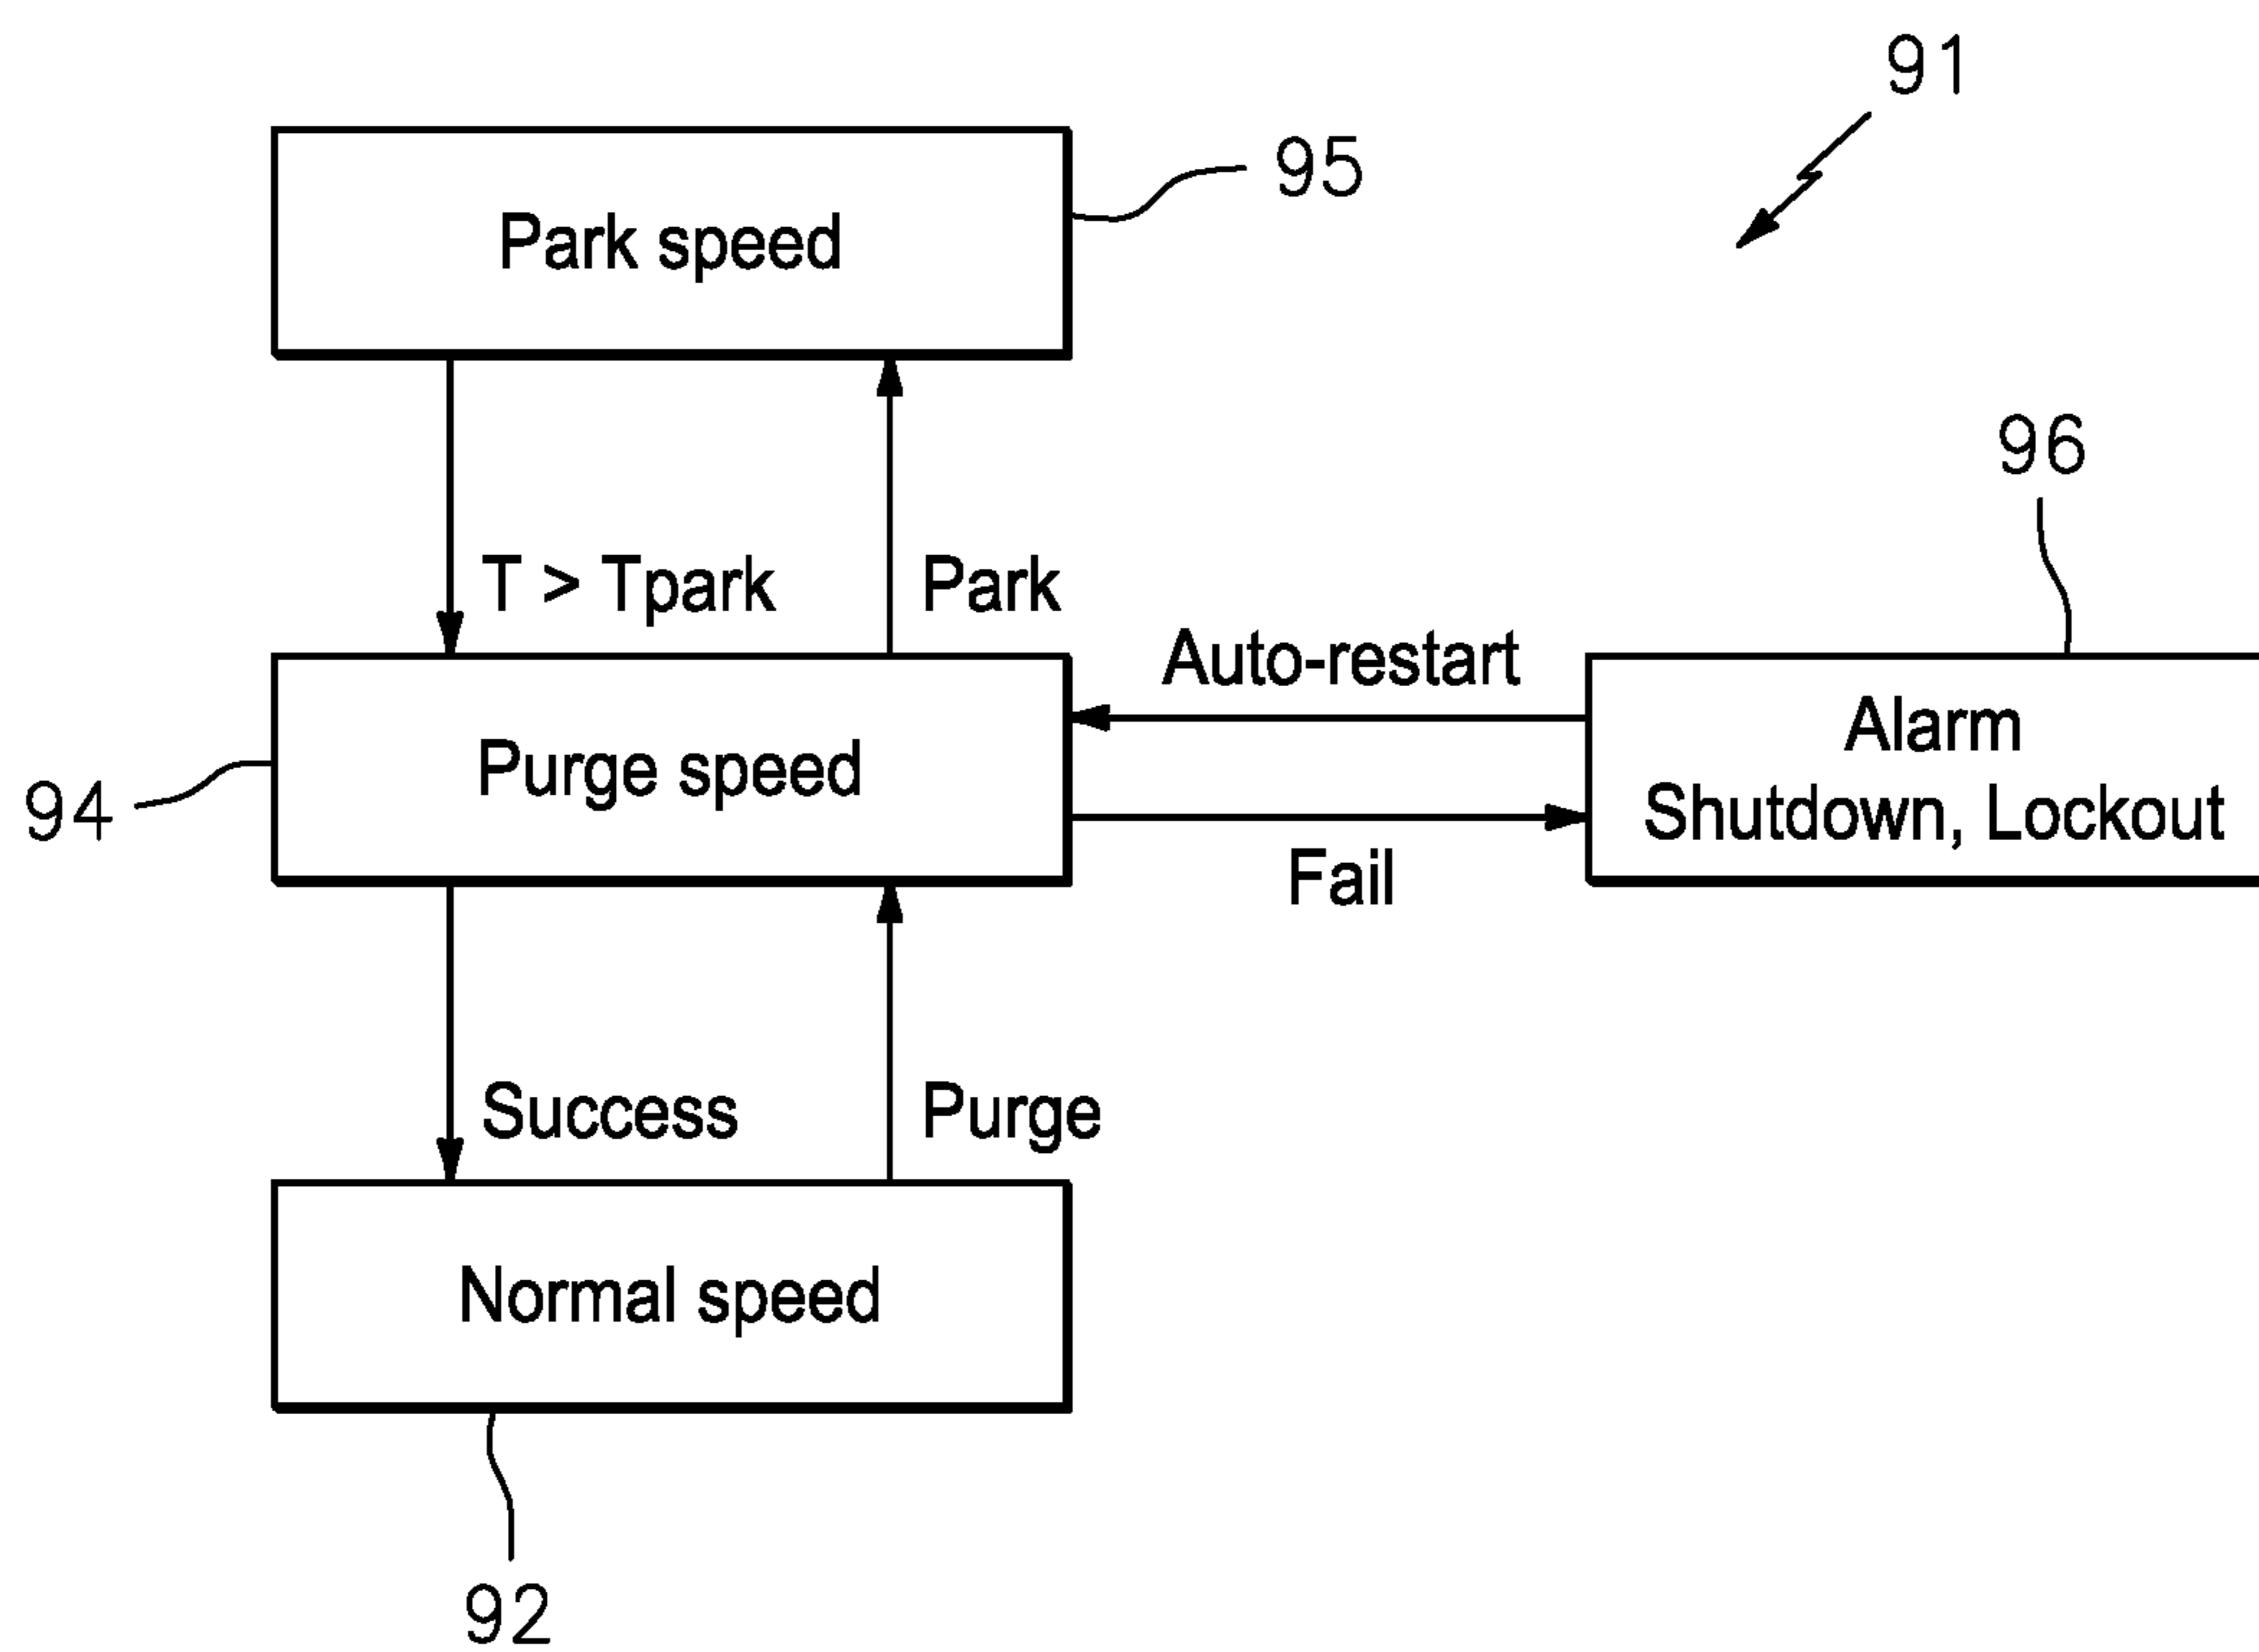 91
95
Park speed
96
T > Tpark
Park
Auto-restart
Alarm
Shutdown, Lockout
Purge speed
94
Fail
Success
Purge
Normal speed
92